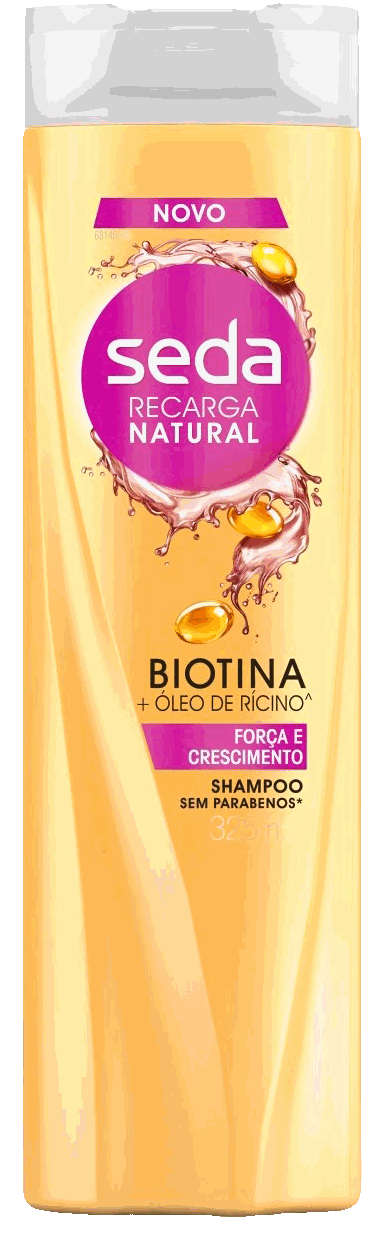 NOVO
seda
RECARGA
NATURAL
BIOTINA
+ ÓLEO DE RÍCINO^
FORÇA E
CRESCIMENTO
SHAMPOO
SEM PARABENOS*